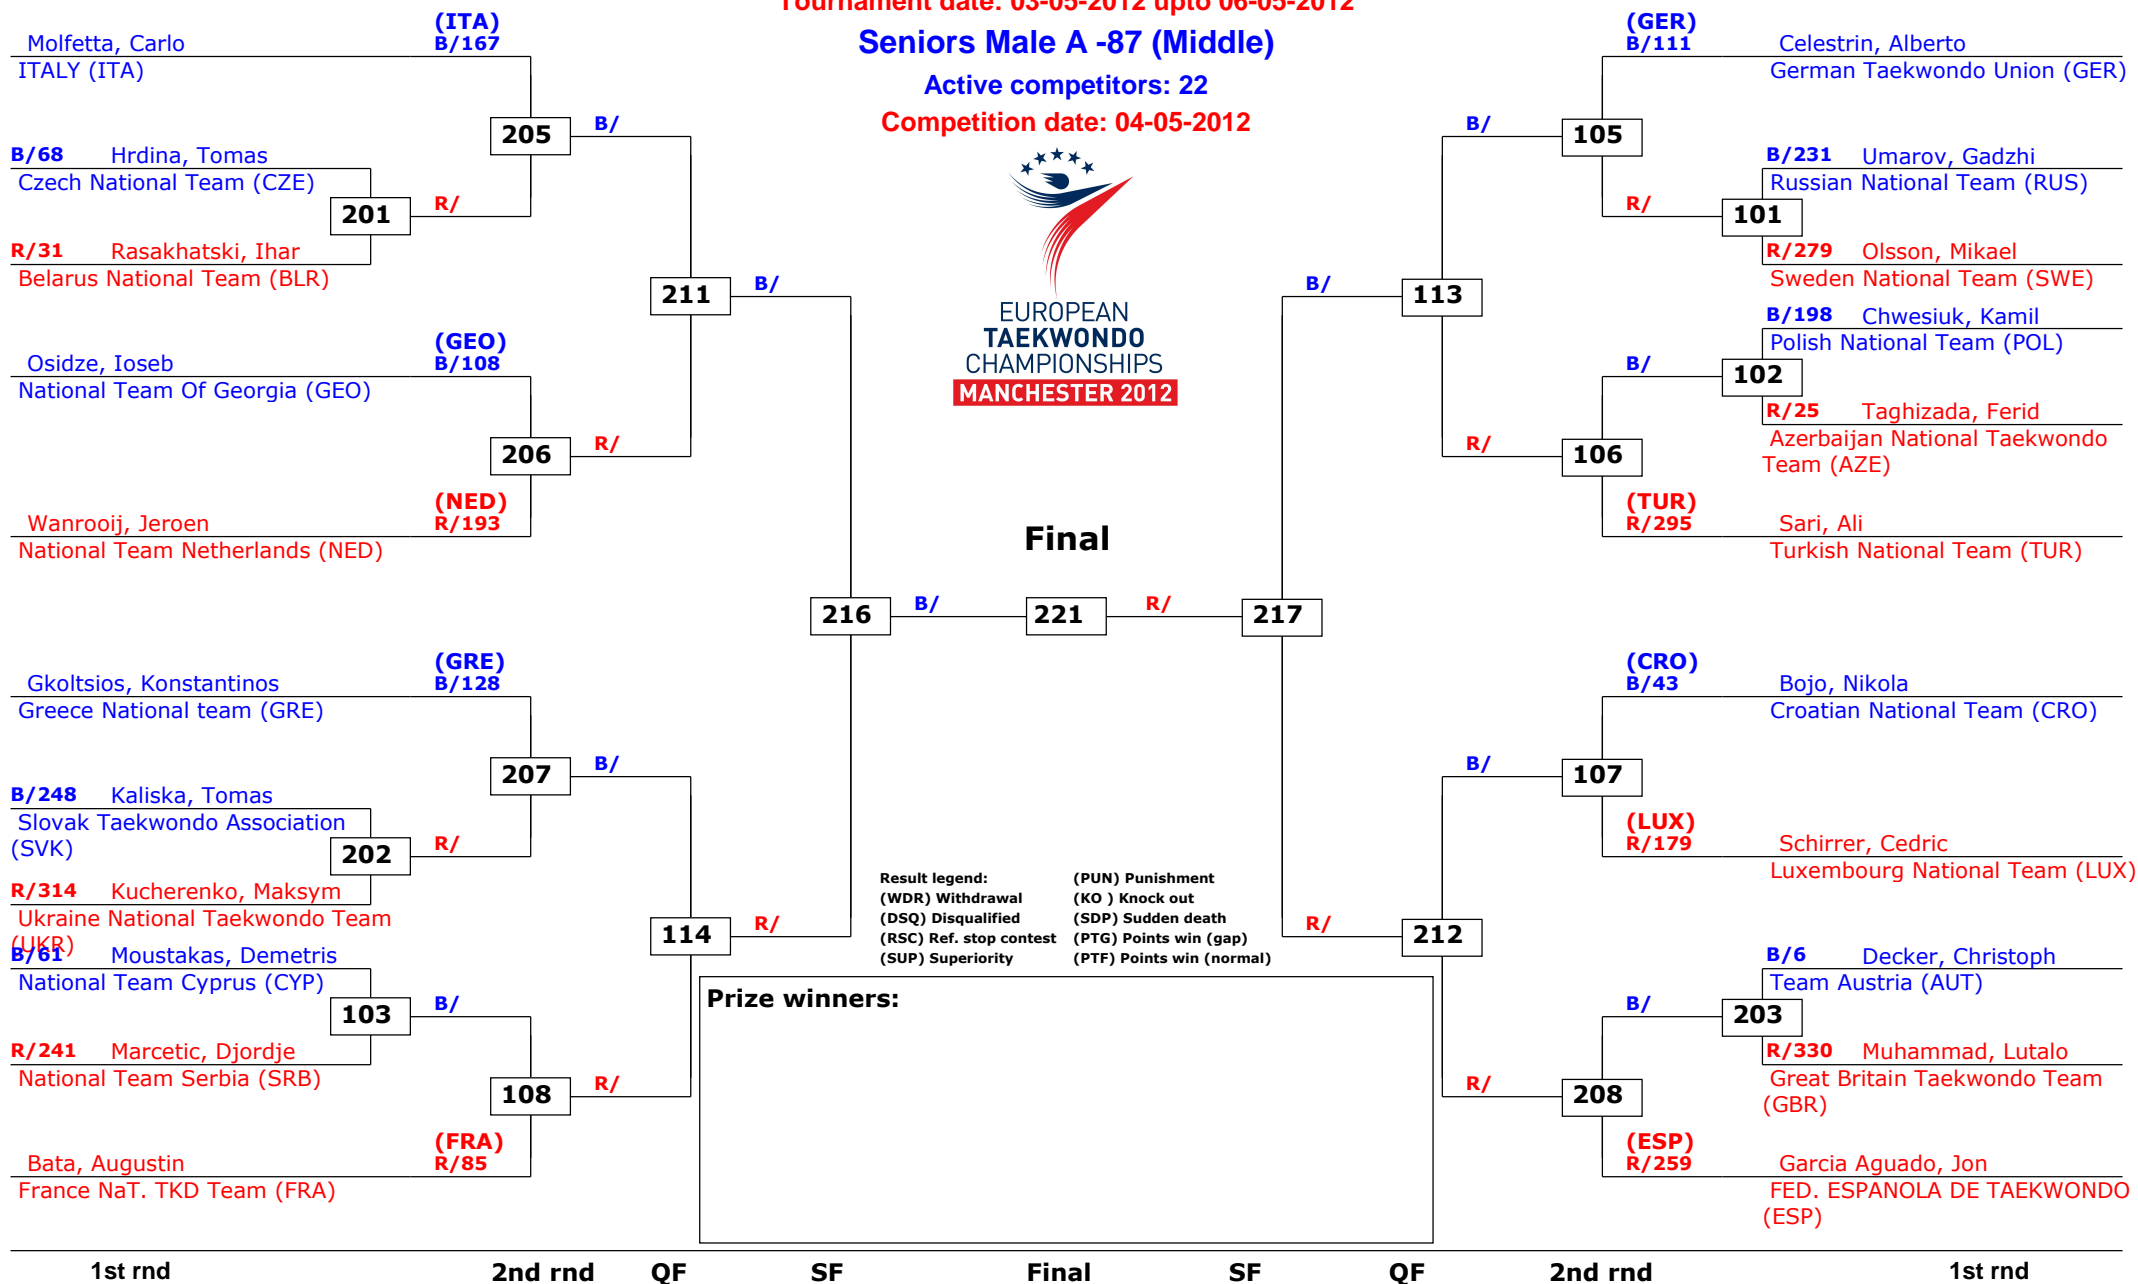 Tournament date: 03-05-2012 upto 06-05-2012
Seniors Male A -87 (Middle)
Active competitors: 22
Competition date: 04-05-2012
EUROPEAN
TAEKWONDO
CHAMPIONSHIPS
MANCHESTER 2012
(ITA)
Molfetta, Carlo B/167
ITALY (ITA)
205 B/
B/68 Hrdina, Tomas
Czech National Team (CZE)
201 R/
R/31 Rasakhatski, Ihar
Belarus National Team (BLR)
211 B/
(GEO)
Osidze, Ioseb B/108
National Team Of Georgia (GEO)
206 R/
(NED)
Wanrooij, Jeroen R/193
National Team Netherlands (NED)
(GRE)
Gkoltsios, Konstantinos B/128
Greece National team (GRE)
207 B/
B/248 Kaliska, Tomas
Slovak Taekwondo Association
(SVK)
202 R/
R/314 Kucherenko, Maksym
Ukraine National Taekwondo Team
(UKR)
114 R/
B/61 Moustakas, Demetris
National Team Cyprus (CYP)
103 B/
R/241 Marcetic, Djordje
National Team Serbia (SRB)
108 R/
(FRA)
Bata, Augustin R/85
France NaT. TKD Team (FRA)
Final
216 B/ 221 R/ 217
(GER)
B/111 Celestrin, Alberto
German Taekwondo Union (GER)
B/ 105
B/231 Umarov, Gadzhi
Russian National Team (RUS)
R/ 101
R/279 Olsson, Mikael
Sweden National Team (SWE)
B/ 113
B/198 Chwesiuk, Kamil
Polish National Team (POL)
B/ 102
R/25 Taghizada, Ferid
Azerbaijan National Taekwondo
Team (AZE)
R/ 106
(TUR)
R/295 Sari, Ali
Turkish National Team (TUR)
(CRO)
B/43 Bojo, Nikola
Croatian National Team (CRO)
B/ 107
(LUX)
R/179 Schirrer, Cedric
Luxembourg National Team (LUX)
R/ 212
B/6 Decker, Christoph
Team Austria (AUT)
B/ 203
R/330 Muhammad, Lutalo
Great Britain Taekwondo Team
(GBR)
R/ 208
(ESP)
R/259 Garcia Aguado, Jon
FED. ESPANOLA DE TAEKWONDO
(ESP)
Result legend: (PUN) Punishment
(WDR) Withdrawal (KO ) Knock out
(DSQ) Disqualified (SDP) Sudden death
(RSC) Ref. stop contest (PTG) Points win (gap)
(SUP) Superiority (PTF) Points win (normal)
Prize winners:
1st rnd 2nd rnd QF SF Final SF QF 2nd rnd 1st rnd